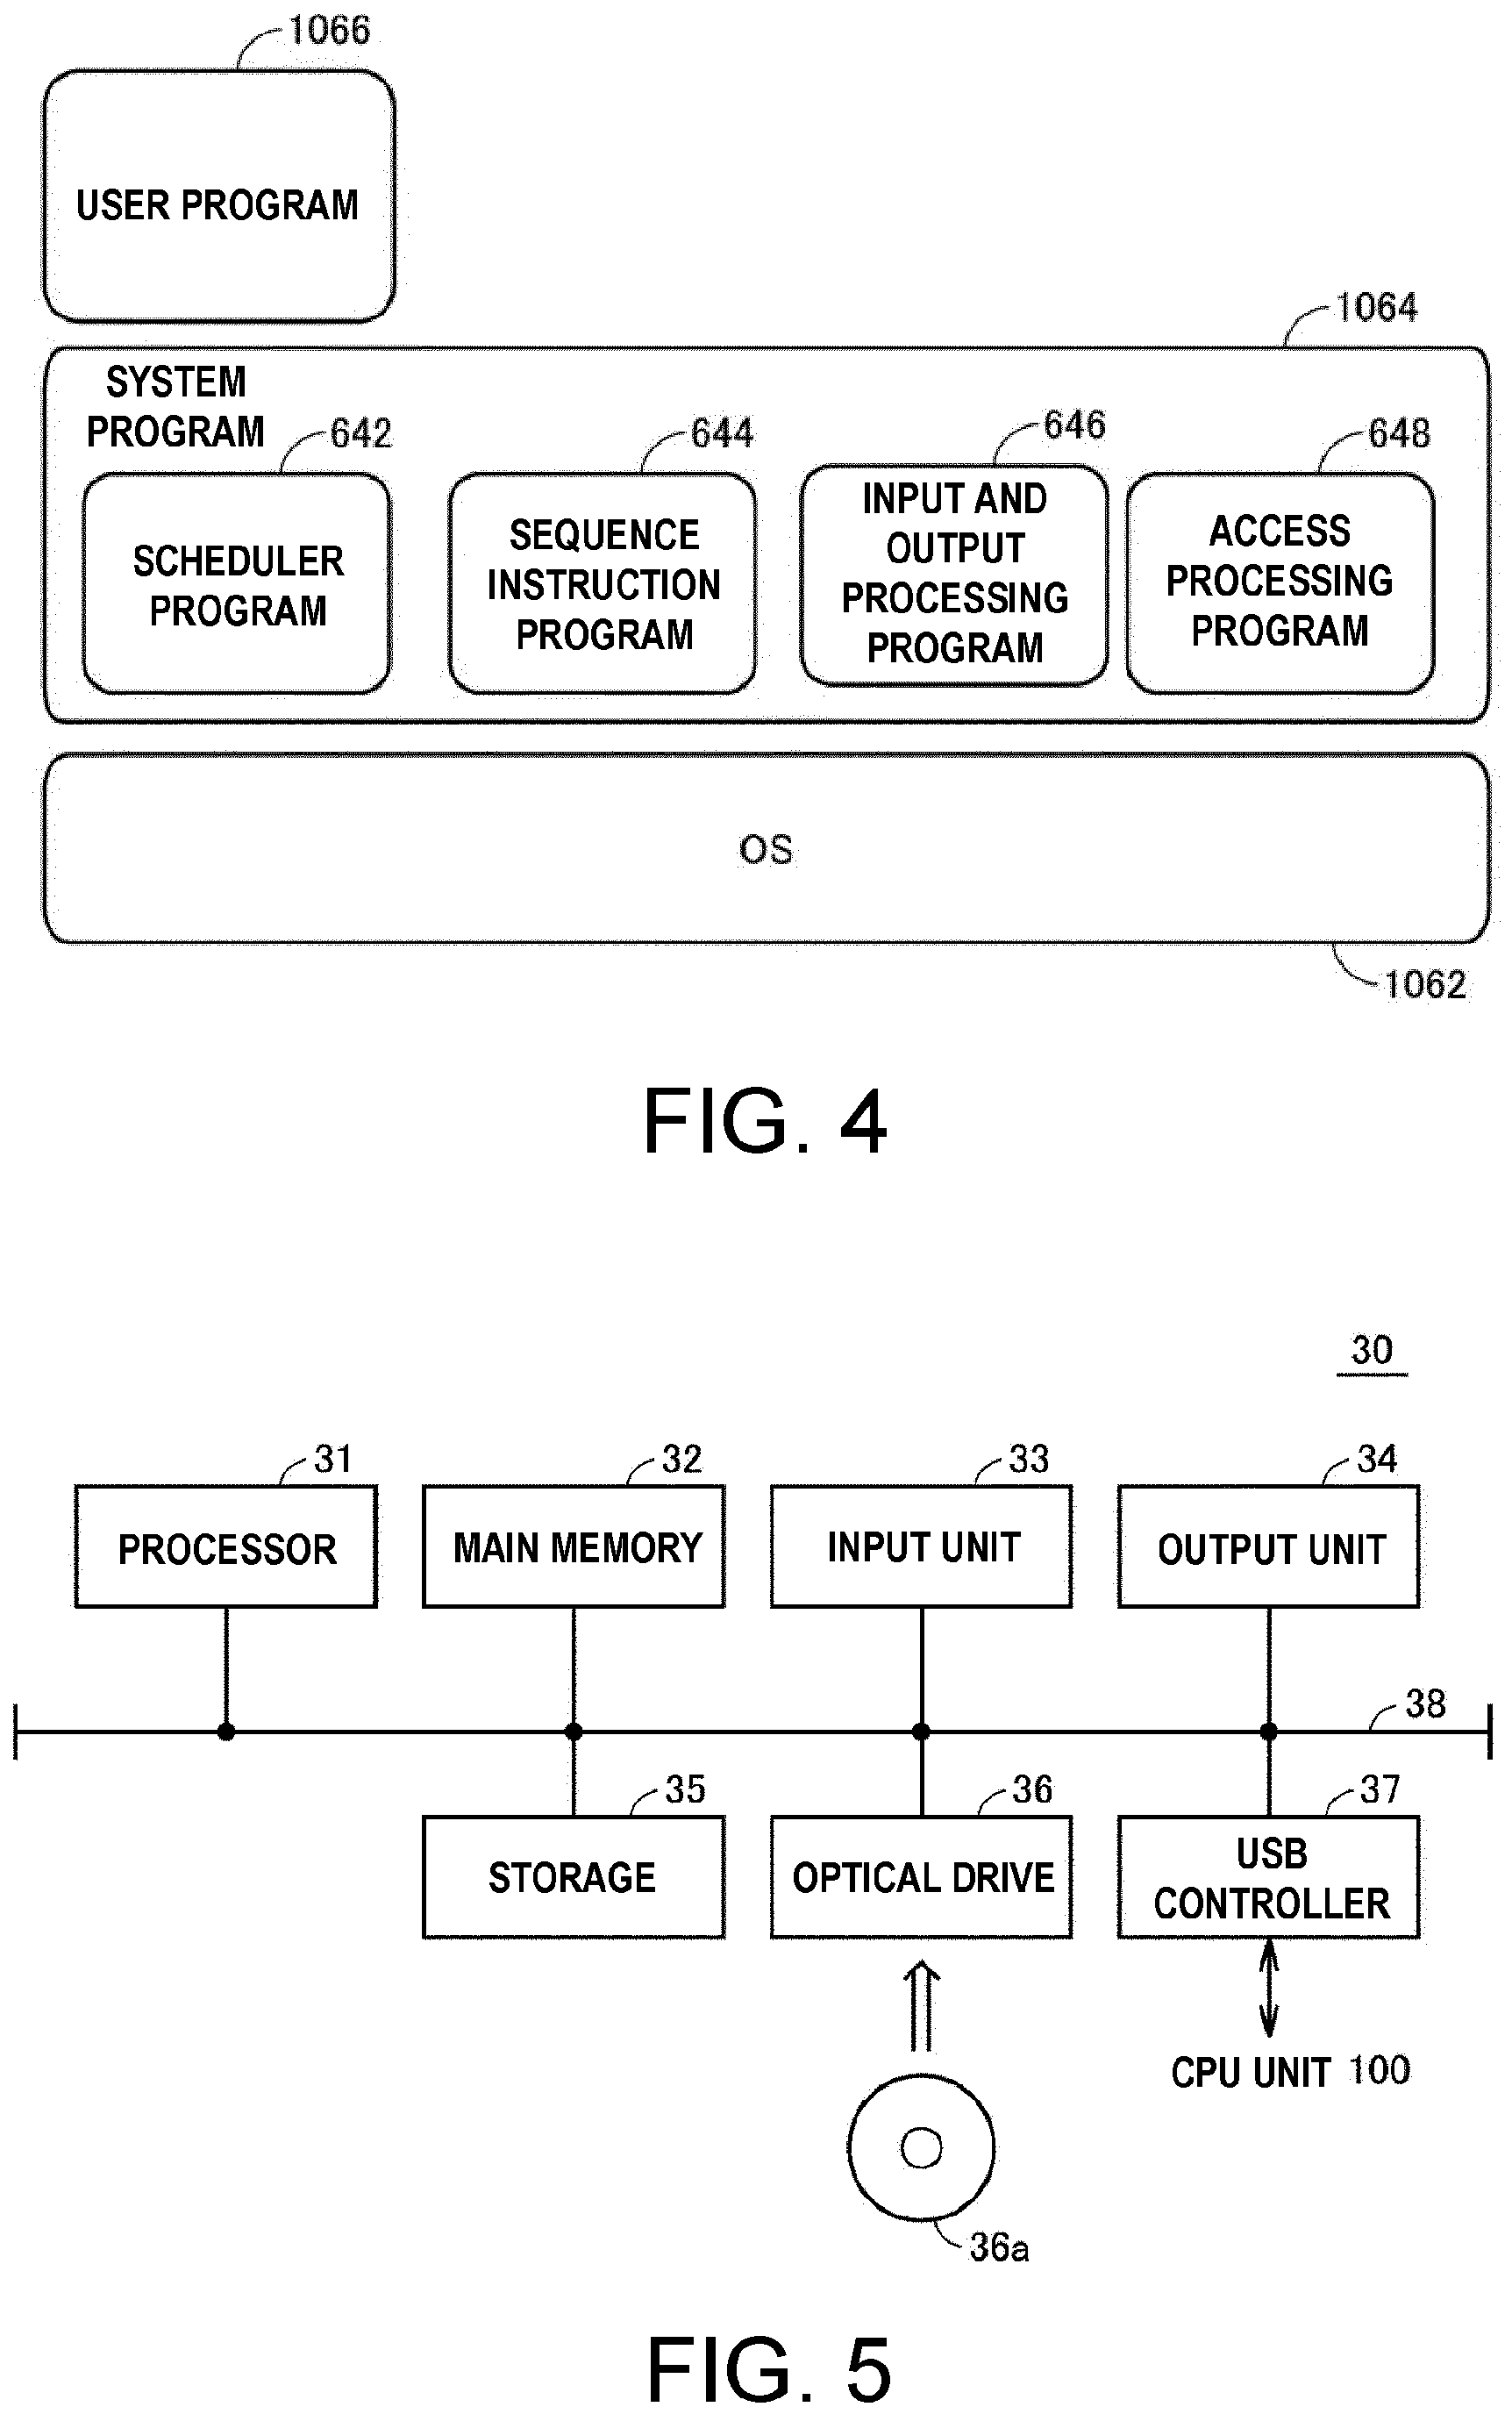 1066
USER PROGRAM
1064
SYSTEM
PROGRAM
642
644
646
648
SCHEDULER
PROGRAM
SEQUENCE
INSTRUCTION
PROGRAM
INPUT AND
OUTPUT
PROCESSING
PROGRAM
ACCESS
PROCESSING
PROGRAM
OS
1062
FIG. 4
30
31
32
33
34
PROCESSOR
MAIN MEMORY
INPUT UNIT
OUTPUT UNIT
38
35
36
37
STORAGE
OPTICAL DRIVE
USB
CONTROLLER
CPU UNIT 100
36a
FIG. 5